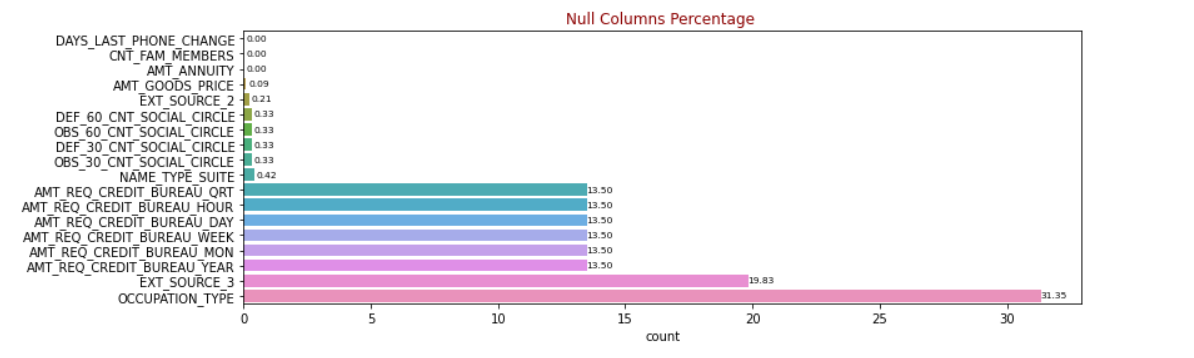 Null Columns Percentage
DAYS_LAST_PHONE_CHANGE 0.00
CNT_FAM_MEMBERS 0.00
AMT_ANNUITY 0.00
AMT_GOODS_PRICE 0.09
EXT_SOURCE_2 0.21
DEF_60_CNT_SOCIAL_CIRCLE 0.33
OBS_60_CNT_SOCIAL_CIRCLE 0.33
DEF_30_CNT_SOCIAL_CIRCLE 0.33
OBS_30_CNT_SOCIAL_CIRCLE 0.33
NAME_TYPE_SUITE 0.42
AMT_REQ_CREDIT_BUREAU_QRT 13.50
AMT_REQ_CREDIT_BUREAU_HOUR 13.50
AMT_REQ_CREDIT_BUREAU_DAY 13.50
AMT_REQ_CREDIT_BUREAU_WEEK 13.50
AMT_REQ_CREDIT_BUREAU_MON 13.50
AMT_REQ_CREDIT_BUREAU_YEAR 13.50
EXT_SOURCE_3 19.83
OCCUPATION_TYPE 31.35
0 5 10 15 20 25 30
count